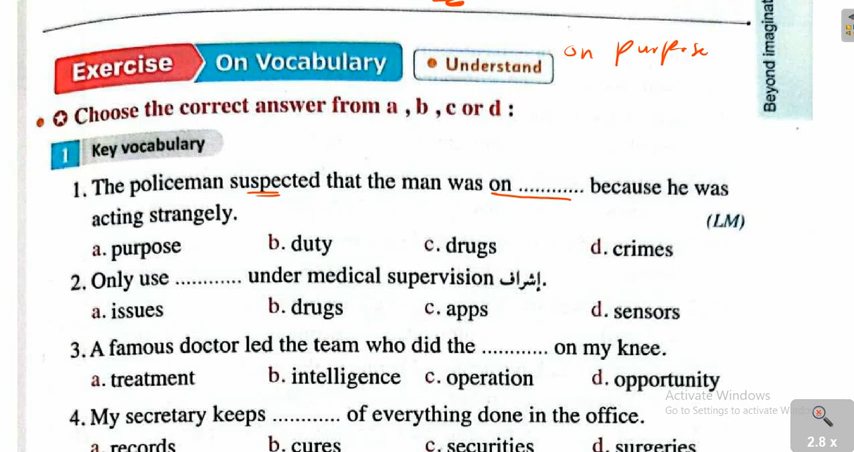 Beyond Imaginat
Exercise On Vocabulary • Understand on purpose
Choose the correct answer from a , b , c or d :
1 Key vocabulary
1. The policeman suspected that the man was on ............ because he was
acting strangely. (LM)
a. purpose b. duty c. drugs d. crimes
2. Only use ............ under medical supervision إشراف.
a. issues b. drugs c. apps d. sensors
3. A famous doctor led the team who did the ............ on my knee.
a. treatment b. intelligence c. operation d. opportunity
Activate Windows
Go to Settings to activate W
4. My secretary keeps ............ of everything done in the office.
a. records b. cures c. securities d. surgeries
2.8 x